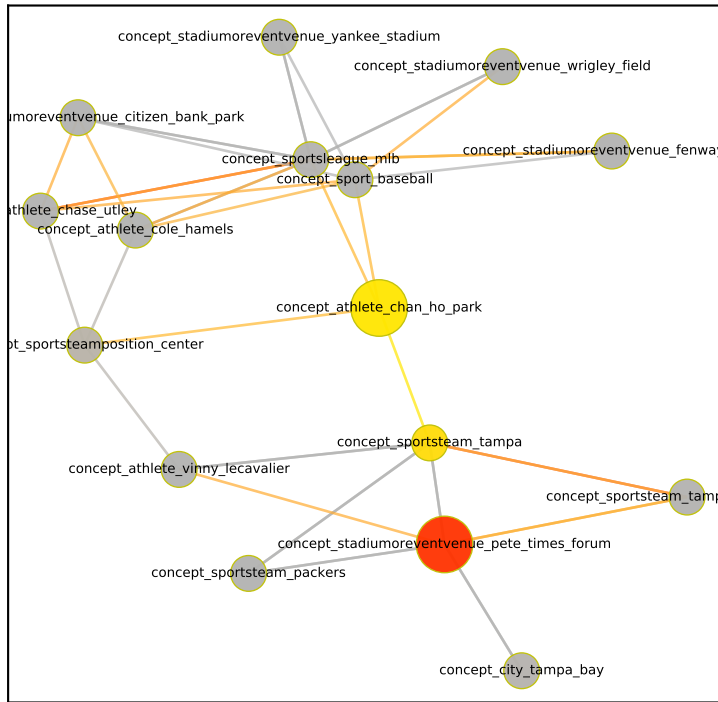 concept_stadiumoreventvenue_yankee_stadium
concept_stadiumoreventvenue_wrigley_field
umoreventvenue_citizen_bank_park
concept_stadiumoreventvenue_fenway
concept_sportsleague_mlb
concept_sport_baseball
athlete_chase_utley
concept_athlete_cole_hamels
concept_athlete_chan_ho_park
pt_sportsteamposition_center
concept_sportsteam_tampa
concept_athlete_vinny_lecavalier
concept_sportsteam_tamp
concept_stadiumoreventvenue_pete_times_forum
concept_sportsteam_packers
concept_city_tampa_bay